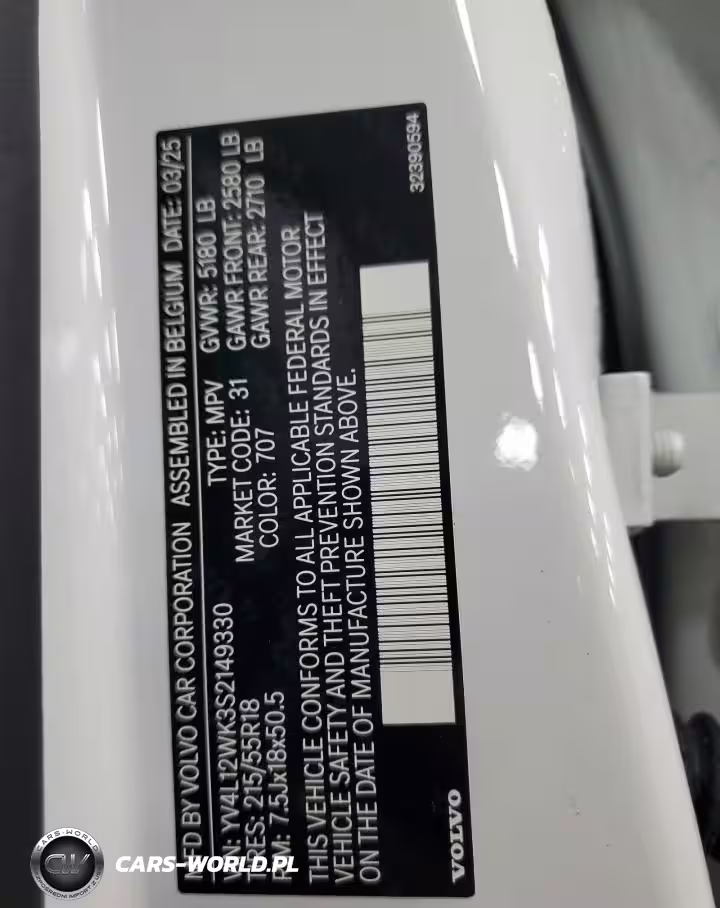 MFD BY VOLVO CAR CORPORATION ASSEMBLED IN BELGIUM DATE: 03/25
VIN: YV4L12WK3S2149330 TYPE: MPV GVWR: 5180 LB
TIRES: 215/55R18 MARKET CODE: 31 GAWR FRONT: 2580 LB
RIM: 7.5Jx18x50.5 COLOR: 707 GAWR REAR: 2710 LB
THIS VEHICLE CONFORMS TO ALL APPLICABLE FEDERAL MOTOR
VEHICLE SAFETY AND THEFT PREVENTION STANDARDS IN EFFECT
ON THE DATE OF MANUFACTURE SHOWN ABOVE.
VOLVO
32390594
CARS-WORLD
CW
CARS-WORLD.PL